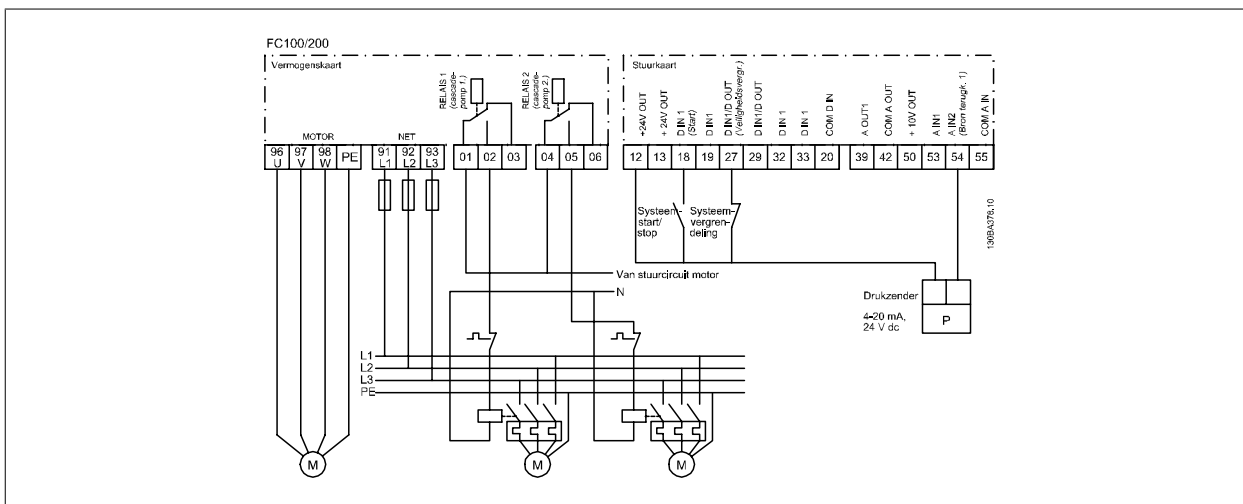 FC100/200
Vermogenskaart
Stuurkaart
RELAIS 1
(cascade-
pomp 1.)
RELAIS 2
(cascade-
pomp 2.)
+24V OUT
+ 24V OUT
D IN 1
(Start)
D IN1
D IN1/D OUT
(Veiligheidsvergr.)
D IN1/D OUT
D IN 1
D IN 1
COM D IN
A OUT1
COM A OUT
+ 10V OUT
A IN1
A IN2
(Bron terugk. 1)
COM A IN
MOTOR
NET
96 97 98 PE
U V W
91 92 93
L1 L2 L3
01 02 03
04 05 06
12 13 18 19 27 29 32 33 20
39 42 50 53 54 55
Systeem-
start/
stop
Systeem-
vergren-
deling
130BA378.10
Van stuurcircuit motor
N
Drukzender
4-20 mA,
24 V dc
P
L1
L2
L3
PE
M
M
M